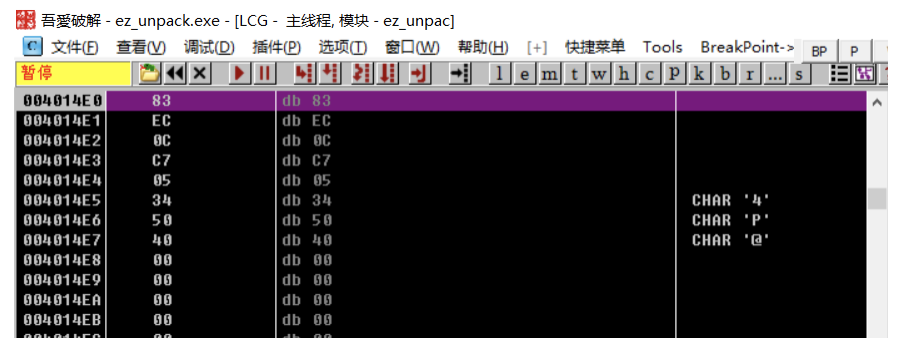 吾爱破解 - ez_unpack.exe - [LCG - 主线程, 模块 - ez_unpac]
C 文件(F) 查看(V) 调试(D) 插件(P) 选项(T) 窗口(W) 帮助(H) [+] 快捷菜单 Tools BreakPoint-> BP P
暂停 l e m t w h c P k b r ... s
004014E0 83 db 83
004014E1 EC db EC
004014E2 0C db 0C
004014E3 C7 db C7
004014E4 05 db 05
004014E5 34 db 34 CHAR '4'
004014E6 50 db 50 CHAR 'P'
004014E7 40 db 40 CHAR '@'
004014E8 00 db 00
004014E9 00 db 00
004014EA 00 db 00
004014EB 00 db 00